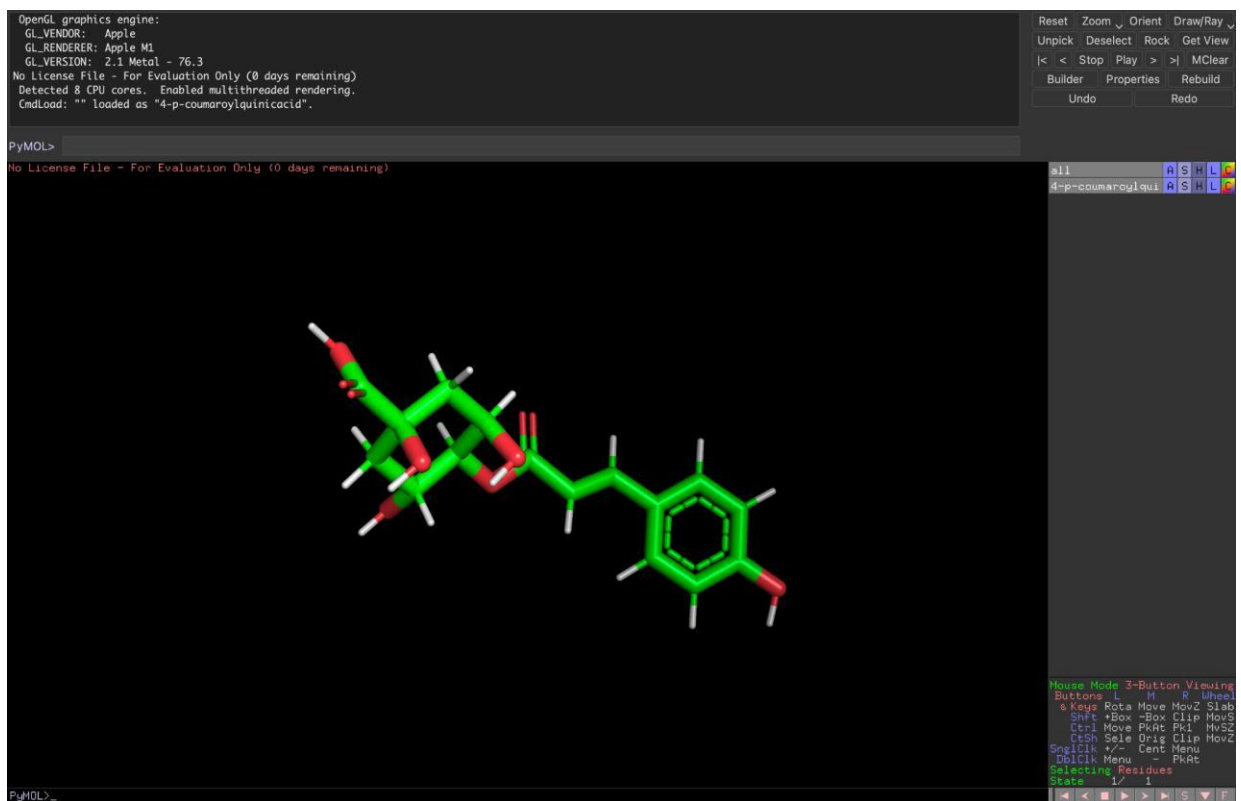 OpenGL graphics engine:
GL_VENDOR: Apple
GL_RENDERER: Apple M1
GL_VERSION: 2.1 Metal - 76.3
No License File - For Evaluation Only (0 days remaining)
Detected 8 CPU cores. Enabled multithreaded rendering.
CmdLoad: "" loaded as "4-p-coumaroylquinicacid".
PyMOL>
Reset Zoom Orient Draw/Ray
Unpick Deselect Rock Get View
|< < Stop Play > >| MClear
Builder Properties Rebuild
Undo Redo
No License File - For Evaluation Only (0 days remaining)
all A S H L C
4-p-coumaroylqui A S H L C
Mouse Mode 3-Button Viewing
Buttons L M R Wheel
& Keys Rota Move MovZ Slab
Shft +Box -Box Clip MovS
Ctrl Move PkAt Pk1 MvSZ
CtSh Sele Orig Clip MovZ
SnglClk +/- Cent Menu
DblClk Menu - PkAt
Selecting Residues
State 1/ 1
S F
PyMOL>_